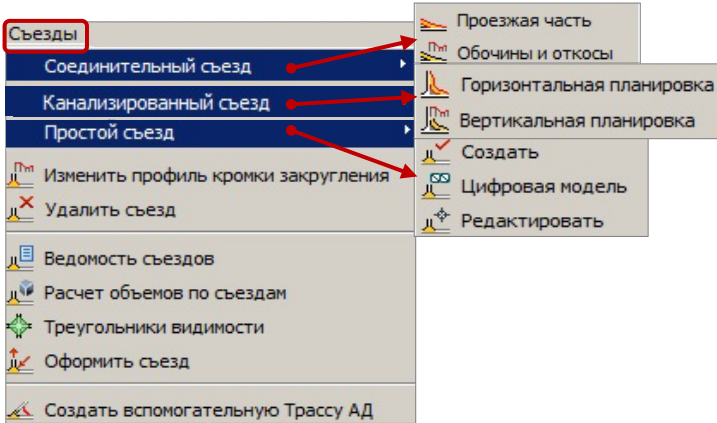 Съезды
Соединительный съезд
Проезжая часть
Обочины и откосы
Канализированный съезд
Горизонтальная планировка
Вертикальная планировка
Простой съезд
Создать
Цифровая модель
Редактировать
Изменить профиль кромки закругления
Удалить съезд
Ведомость съездов
Расчет объемов по съездам
Треугольники видимости
Оформить съезд
Создать вспомогательную Трассу АД